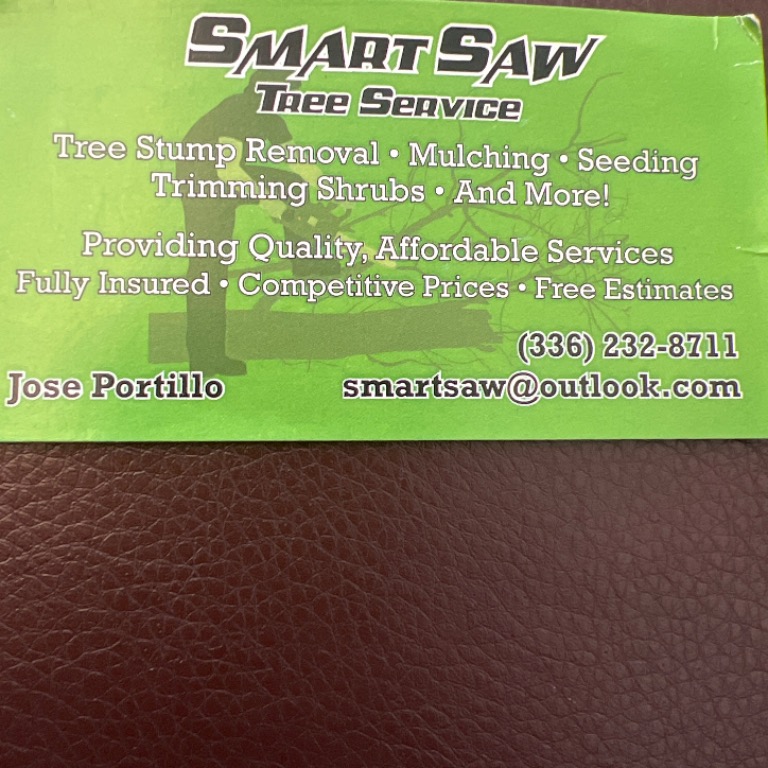 SMART SAW
TREE SERVICE
Tree Stump Removal • Mulching • Seeding
Trimming Shrubs • And More!
Providing Quality, Affordable Services
Fully Insured • Competitive Prices • Free Estimates
(336) 232-8711
Jose Portillo smartsaw@outlook.com